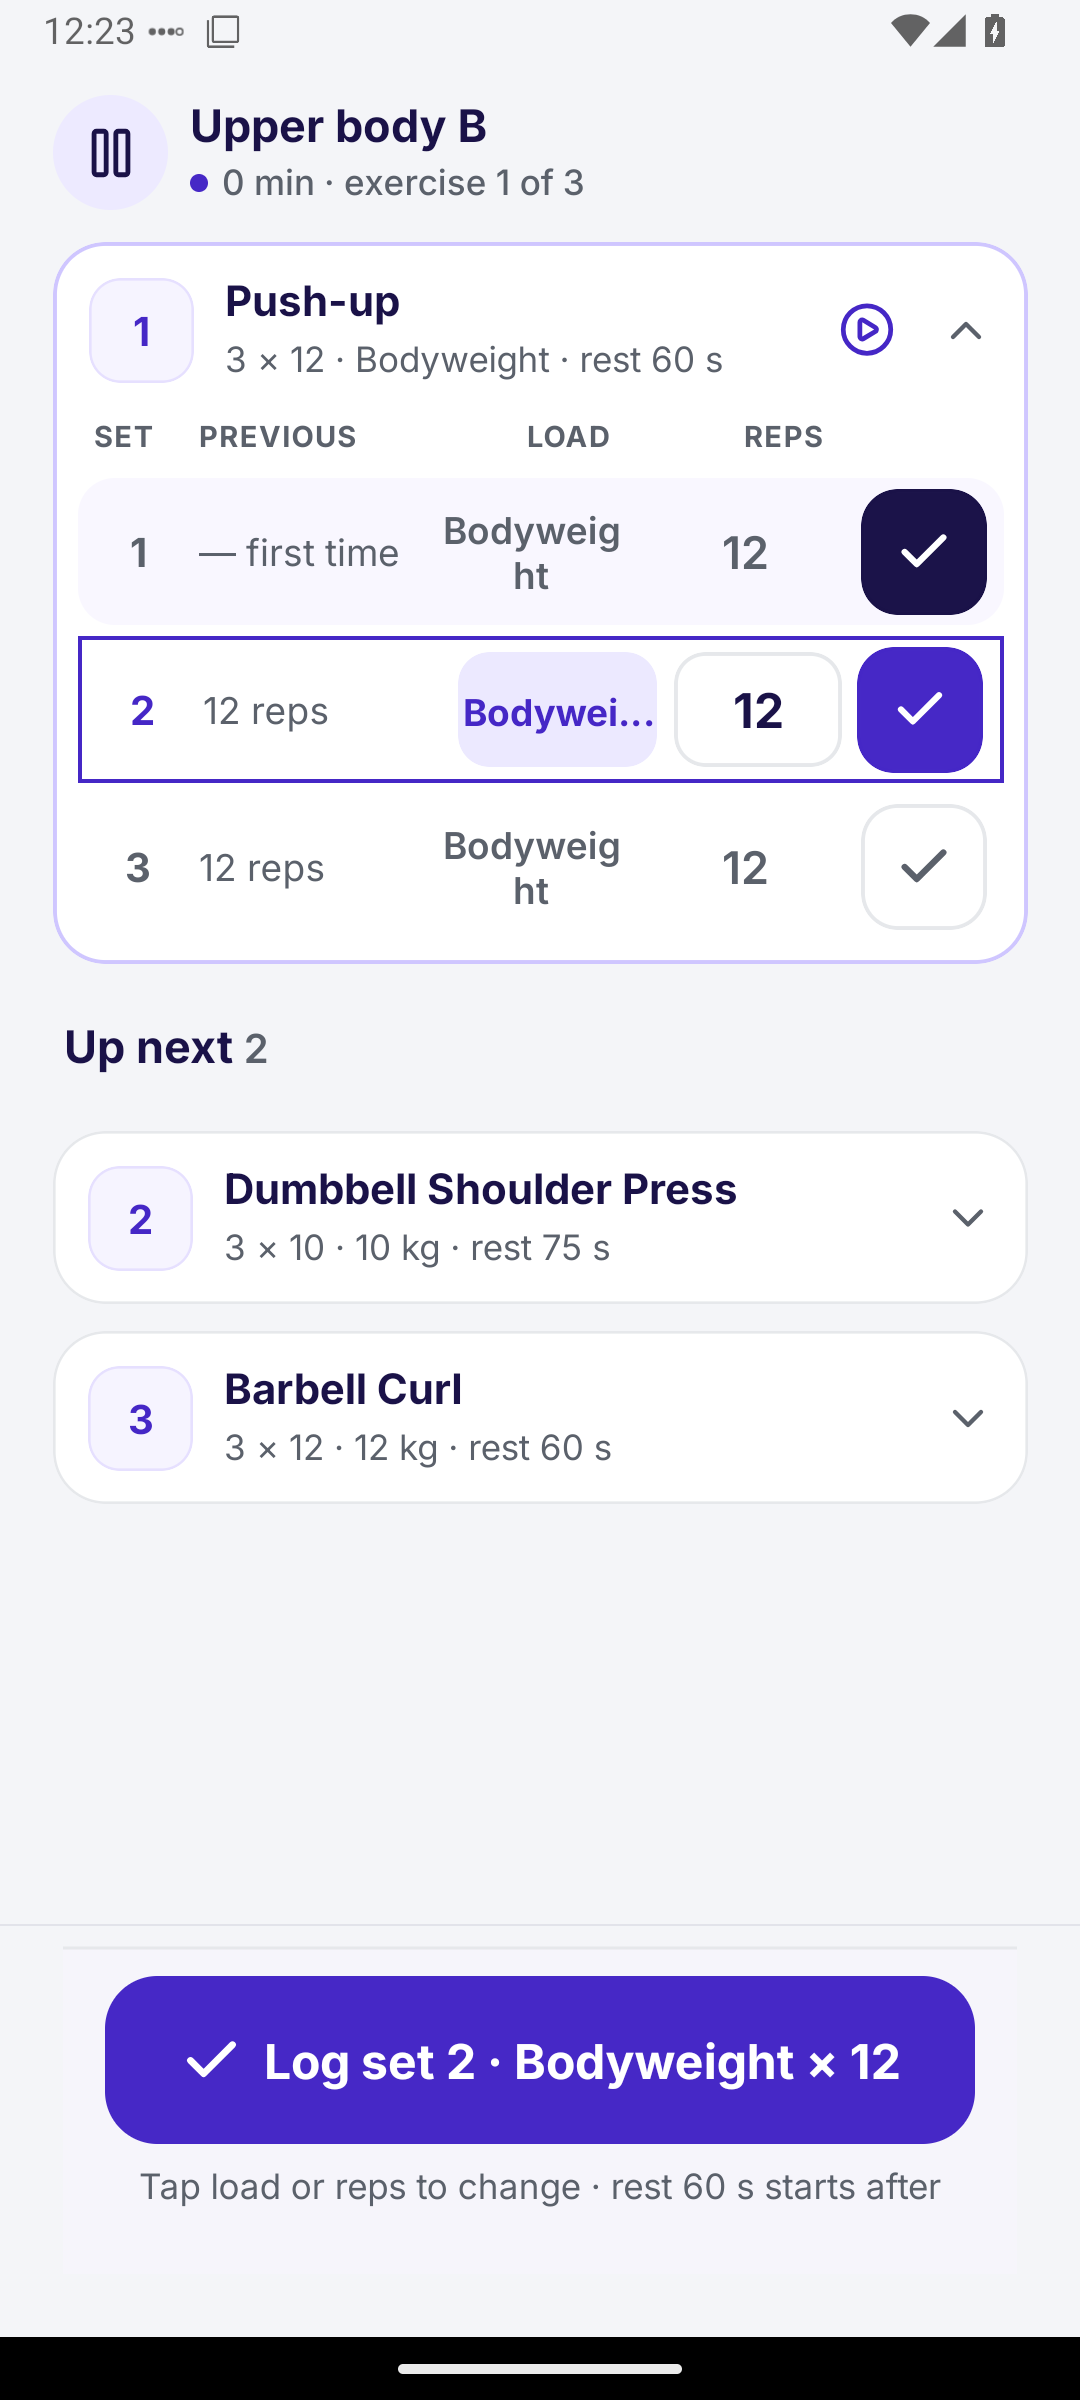 12:23
Upper body B
0 min · exercise 1 of 3
1
Push-up
3 × 12 · Bodyweight · rest 60 s
SET PREVIOUS LOAD REPS
1 — first time Bodyweig
ht 12
2 12 reps Bodywei... 12
3 12 reps Bodyweig
ht 12
Up next 2
2
Dumbbell Shoulder Press
3 × 10 · 10 kg · rest 75 s
3
Barbell Curl
3 × 12 · 12 kg · rest 60 s
Log set 2 · Bodyweight × 12
Tap load or reps to change · rest 60 s starts after